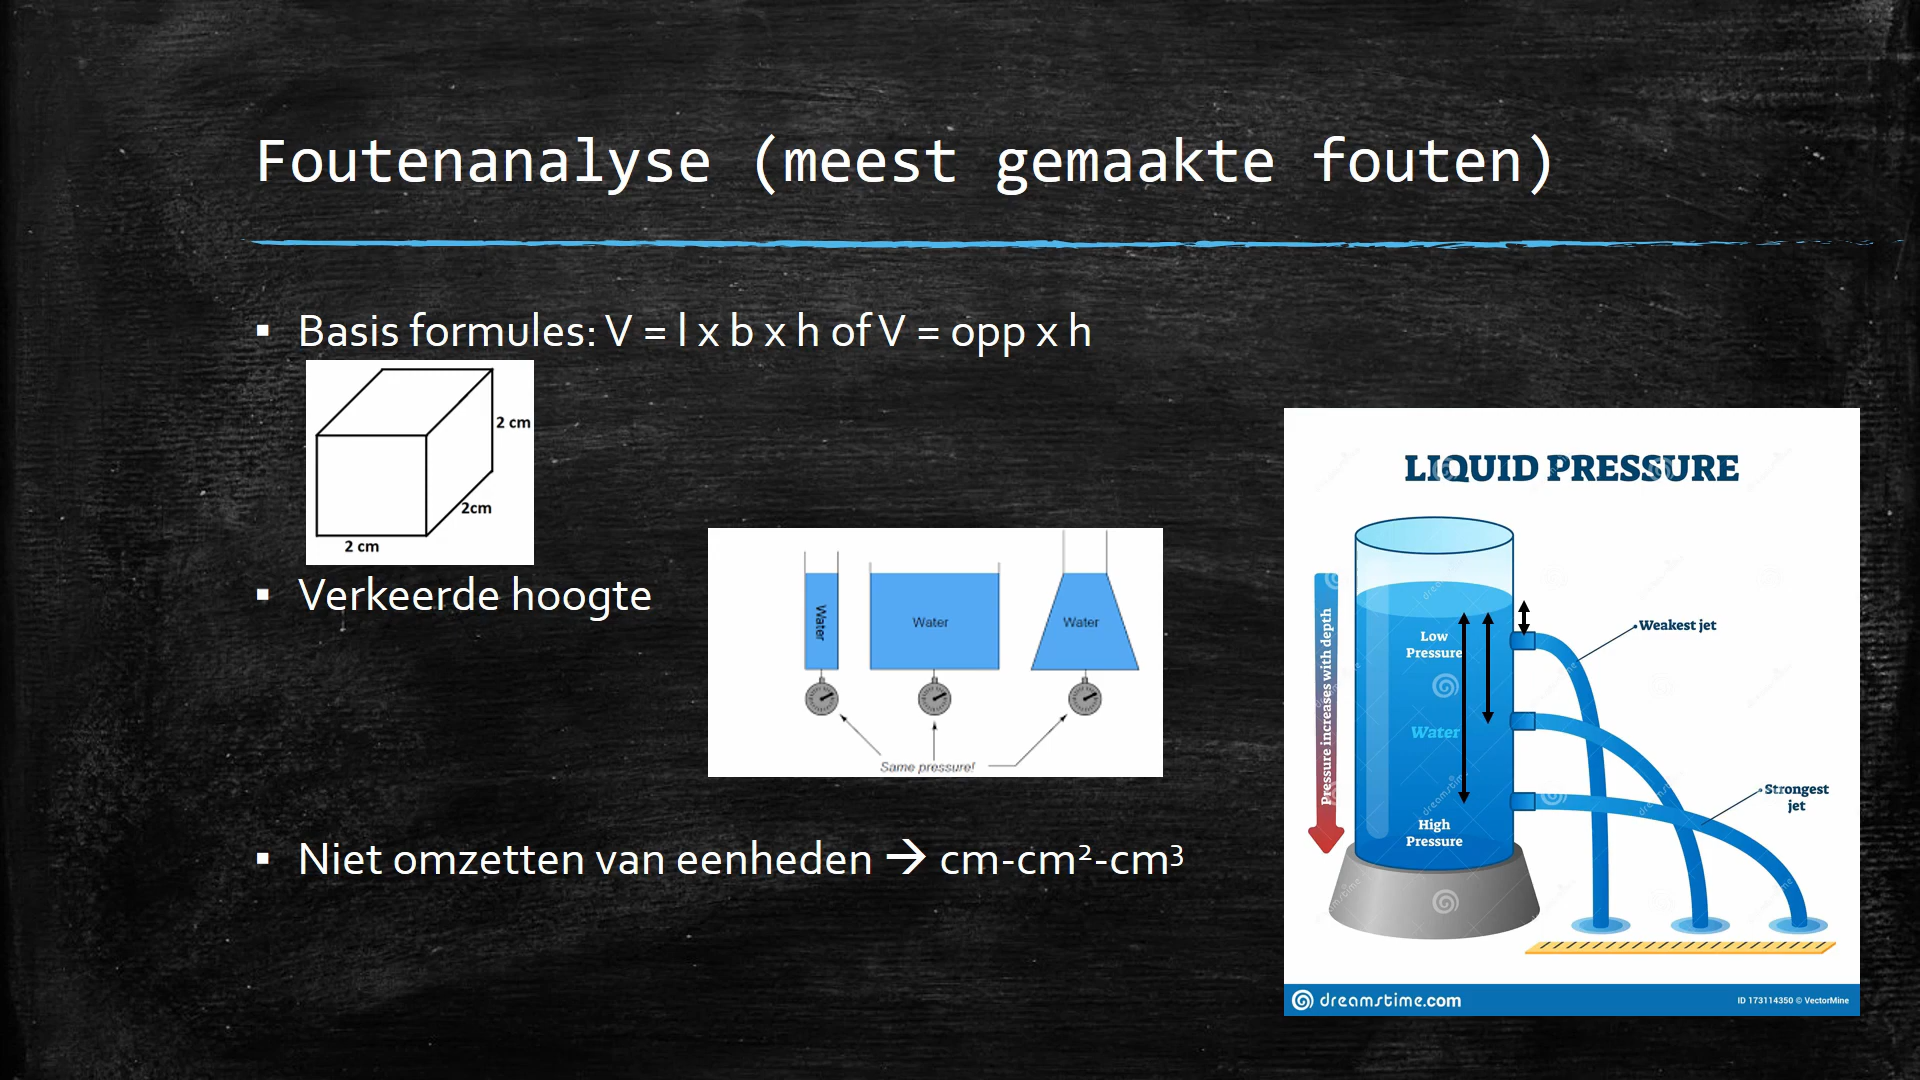 Foutenanalyse (meest gemaakte fouten)
▪ Basis formules: V = l x b x h of V = opp x h
2 cm
2cm
2 cm
▪ Verkeerde hoogte
Water
Water
Water
Same pressure!
▪ Niet omzetten van eenheden → cm-cm²-cm³
LIQUID PRESSURE
Pressure increases with depth
Low
Pressure
Water
High
Pressure
Weakest jet
Strongest
jet
dreamstime.com
ID 173114350 © VectorMine